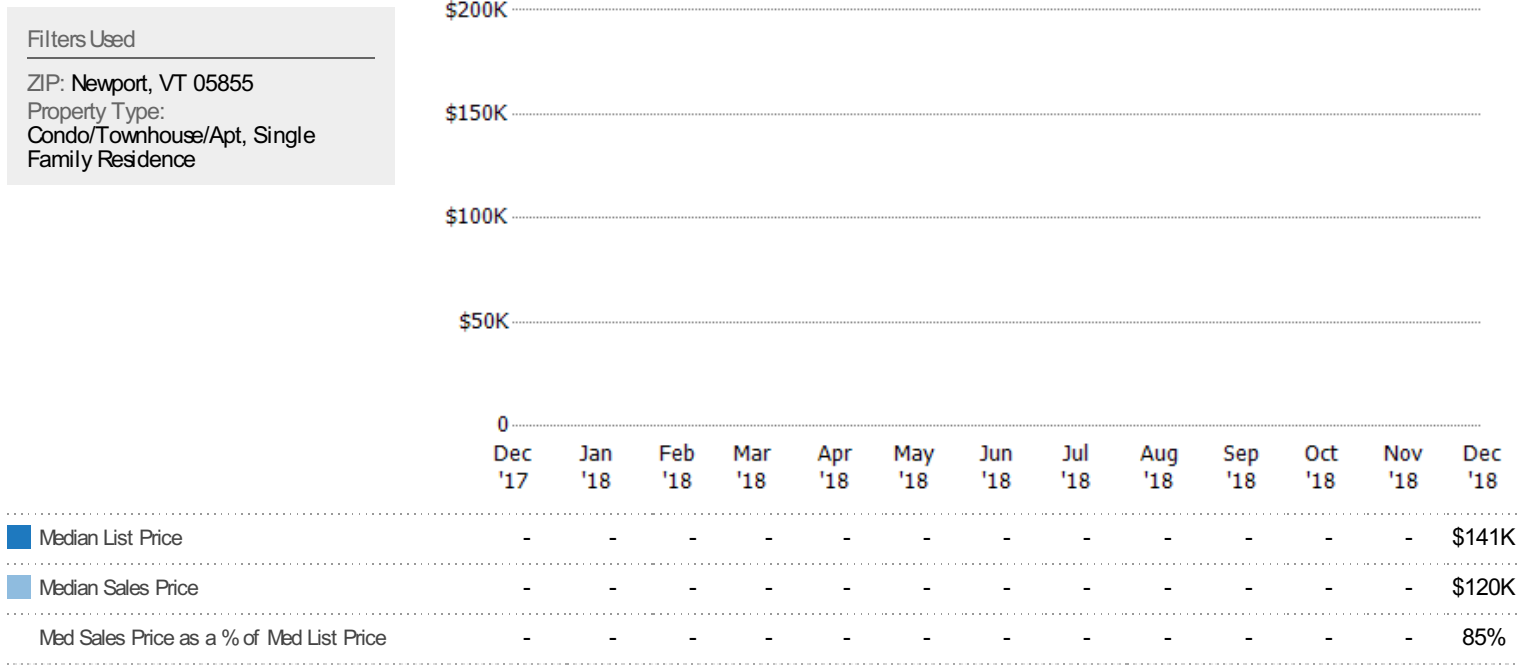 Filters Used
ZIP: Newport, VT 05855
Property Type:
Condo/Townhouse/Apt, Single
Family Residence
$200K
$150K
$100K
$50K
0
Dec Jan Feb Mar Apr May Jun Jul Aug Sep Oct Nov Dec
'17 '18 '18 '18 '18 '18 '18 '18 '18 '18 '18 '18 '18
Median List Price - - - - - - - - - - - - $141K
Median Sales Price - - - - - - - - - - - - $120K
Med Sales Price as a % of Med List Price - - - - - - - - - - - - 85%